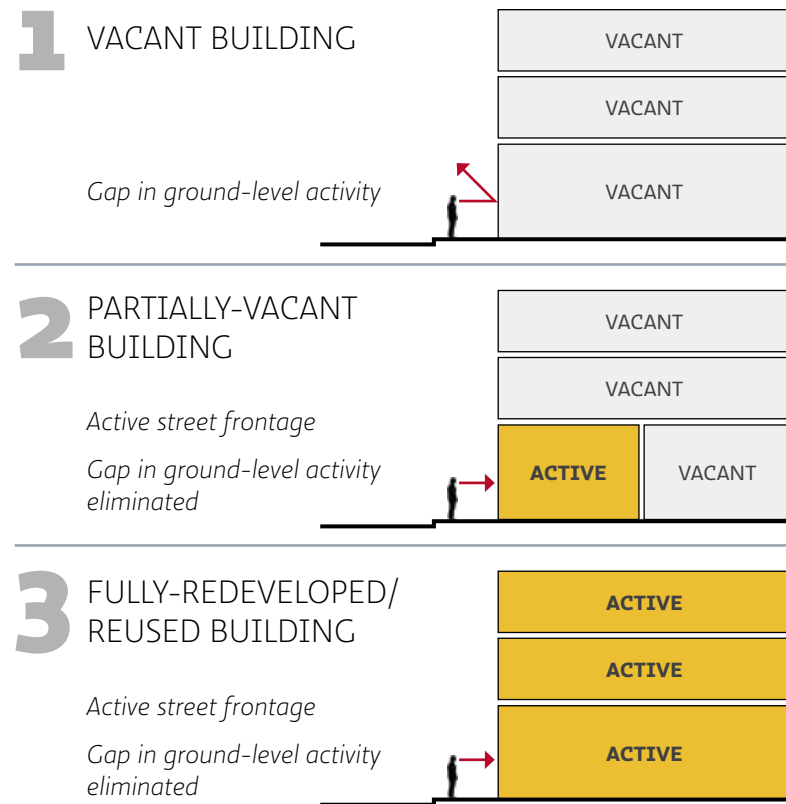 1 VACANT BUILDING
VACANT
VACANT
Gap in ground-level activity
VACANT
2 PARTIALLY-VACANT
BUILDING
VACANT
VACANT
Active street frontage
Gap in ground-level activity
eliminated
ACTIVE
VACANT
3 FULLY-REDEVELOPED/
REUSED BUILDING
ACTIVE
ACTIVE
Active street frontage
Gap in ground-level activity
eliminated
ACTIVE